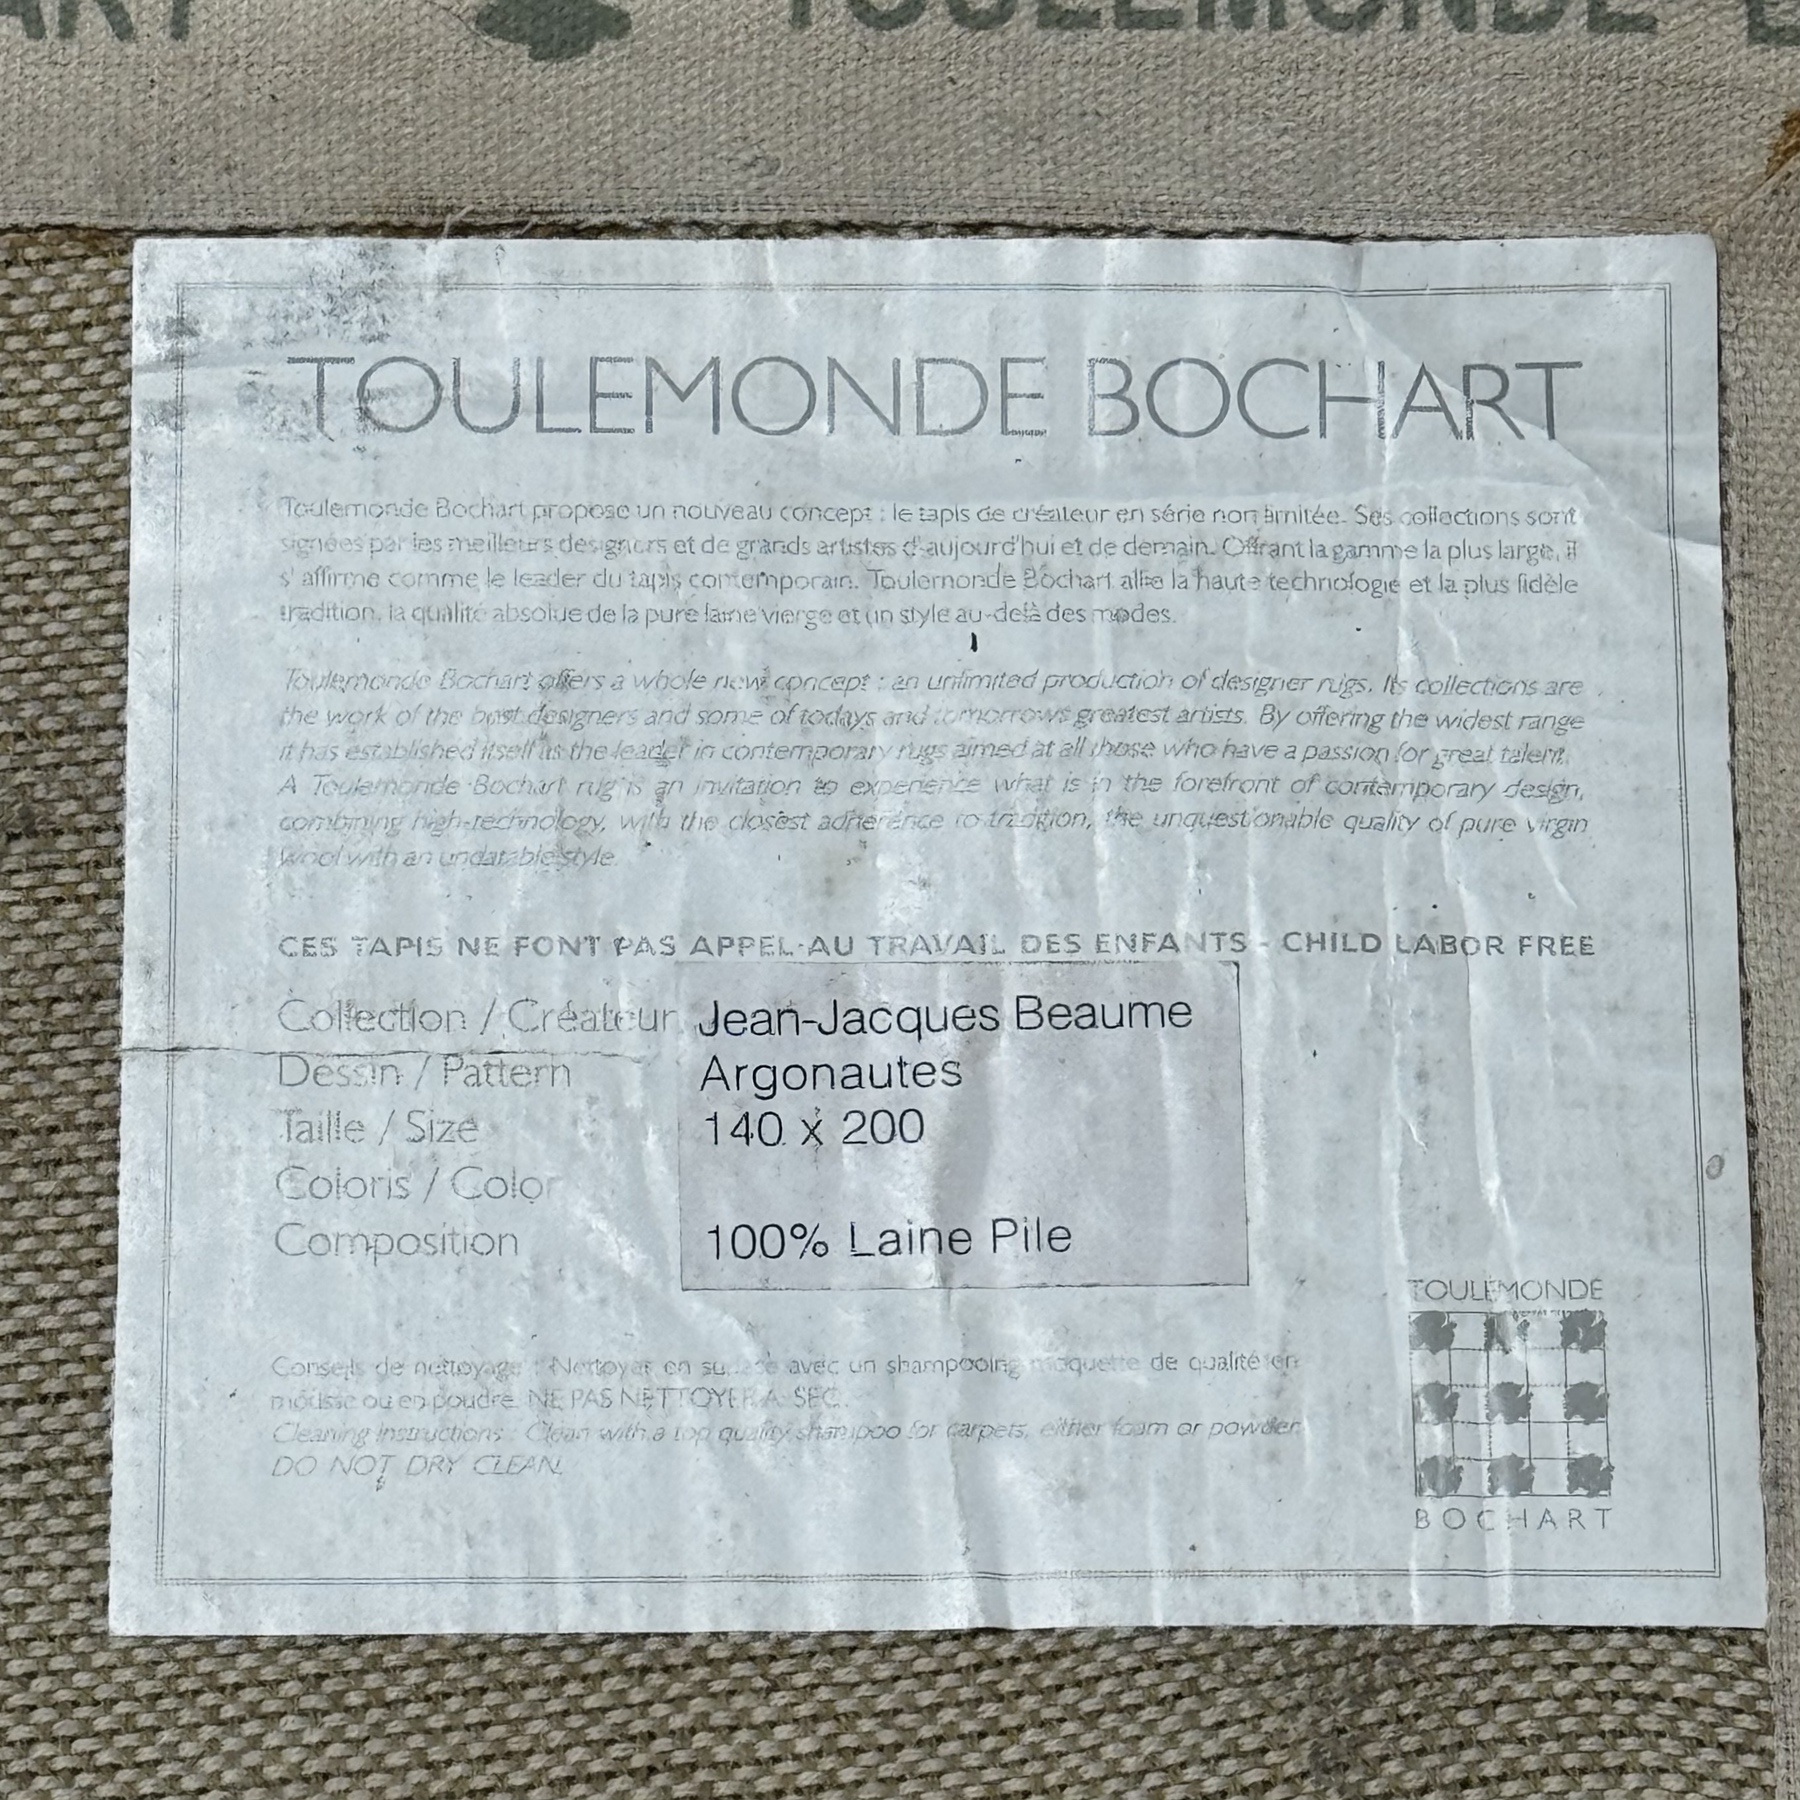 ART TOULEMONDE B
TOULEMONDE BOCHART
Toulemonde Bochart propose un nouveau concept : le tapis de créateur en série non limitée. Ses collections sont
signées par les meilleurs designers et de grands artistes d'aujourd'hui et de demain. Offrant la gamme la plus large, il
s' affirme comme le leader du tapis contemporain. Toulemonde Bochart allie la haute technologie et la plus fidèle
tradition, la qualité absolue de la pure laine vierge et un style au-delà des modes.
Toulemonde Bochart offers a whole new concept : an unlimited production of designer rugs. Its collections are
the work of the best designers and some of todays and tomorrows greatest artists. By offering the widest range
it has established itself as the leader in contemporary rugs aimed at all those who have a passion for great talent.
A Toulemonde Bochart rug is an invitation to experience what is in the forefront of contemporary design,
combining high-technology, with the closest adherence to tradition, the unquestionable quality of pure virgin
wool with an undatable style.
CES TAPIS NE FONT PAS APPEL AU TRAVAIL DES ENFANTS - CHILD LABOR FREE
Collection / Créateur Jean-Jacques Beaume
Dessin / Pattern Argonautes
Taille / Size 140 x 200
Coloris / Color
Composition 100% Laine Pile
Conseils de nettoyage : Nettoyer en surface avec un shampooing moquette de qualité en
mousse ou en poudre. NE PAS NETTOYER A SEC.
Cleaning instructions : Clean with a top quality shampoo for carpets, either foam or powder.
DO NOT DRY CLEAN.
TOULEMONDE
BOCHART